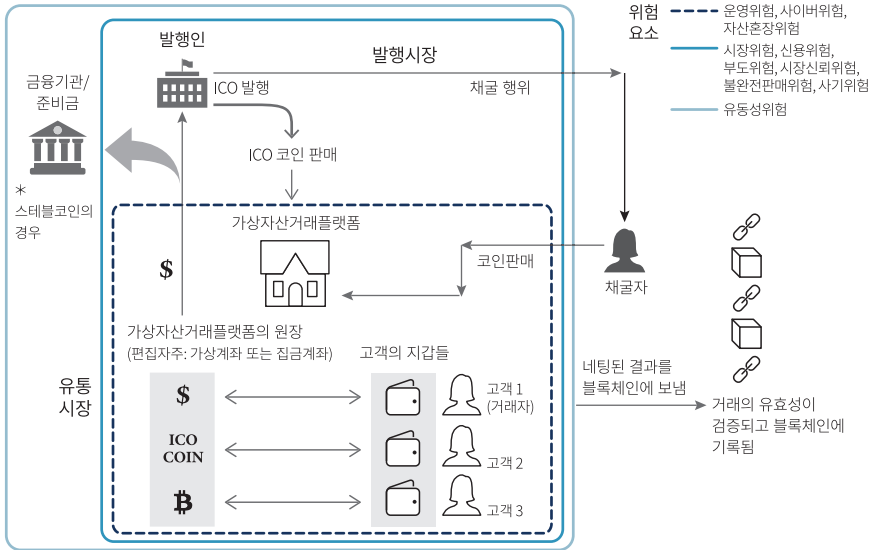 위험
요소
운영위험, 사이버위험,
자산혼장위험
시장위험, 신용위험,
부도위험, 시장신뢰위험,
불완전판매위험, 사기위험
유동성위험
발행인
발행시장
금융기관/
준비금
ICO 발행
채굴 행위
ICO 코인 판매
*
스테블코인의
경우
가상자산거래플랫폼
코인판매
$
채굴자
가상자산거래플랫폼의 원장
(편집자주: 가상계좌 또는 집금계좌)
고객의 지갑들
유통
시장
$
고객 1
(거래자)
ICO
COIN
고객 2
고객 3
네팅된 결과를
블록체인에 보냄
거래의 유효성이
검증되고 블록체인에
기록됨